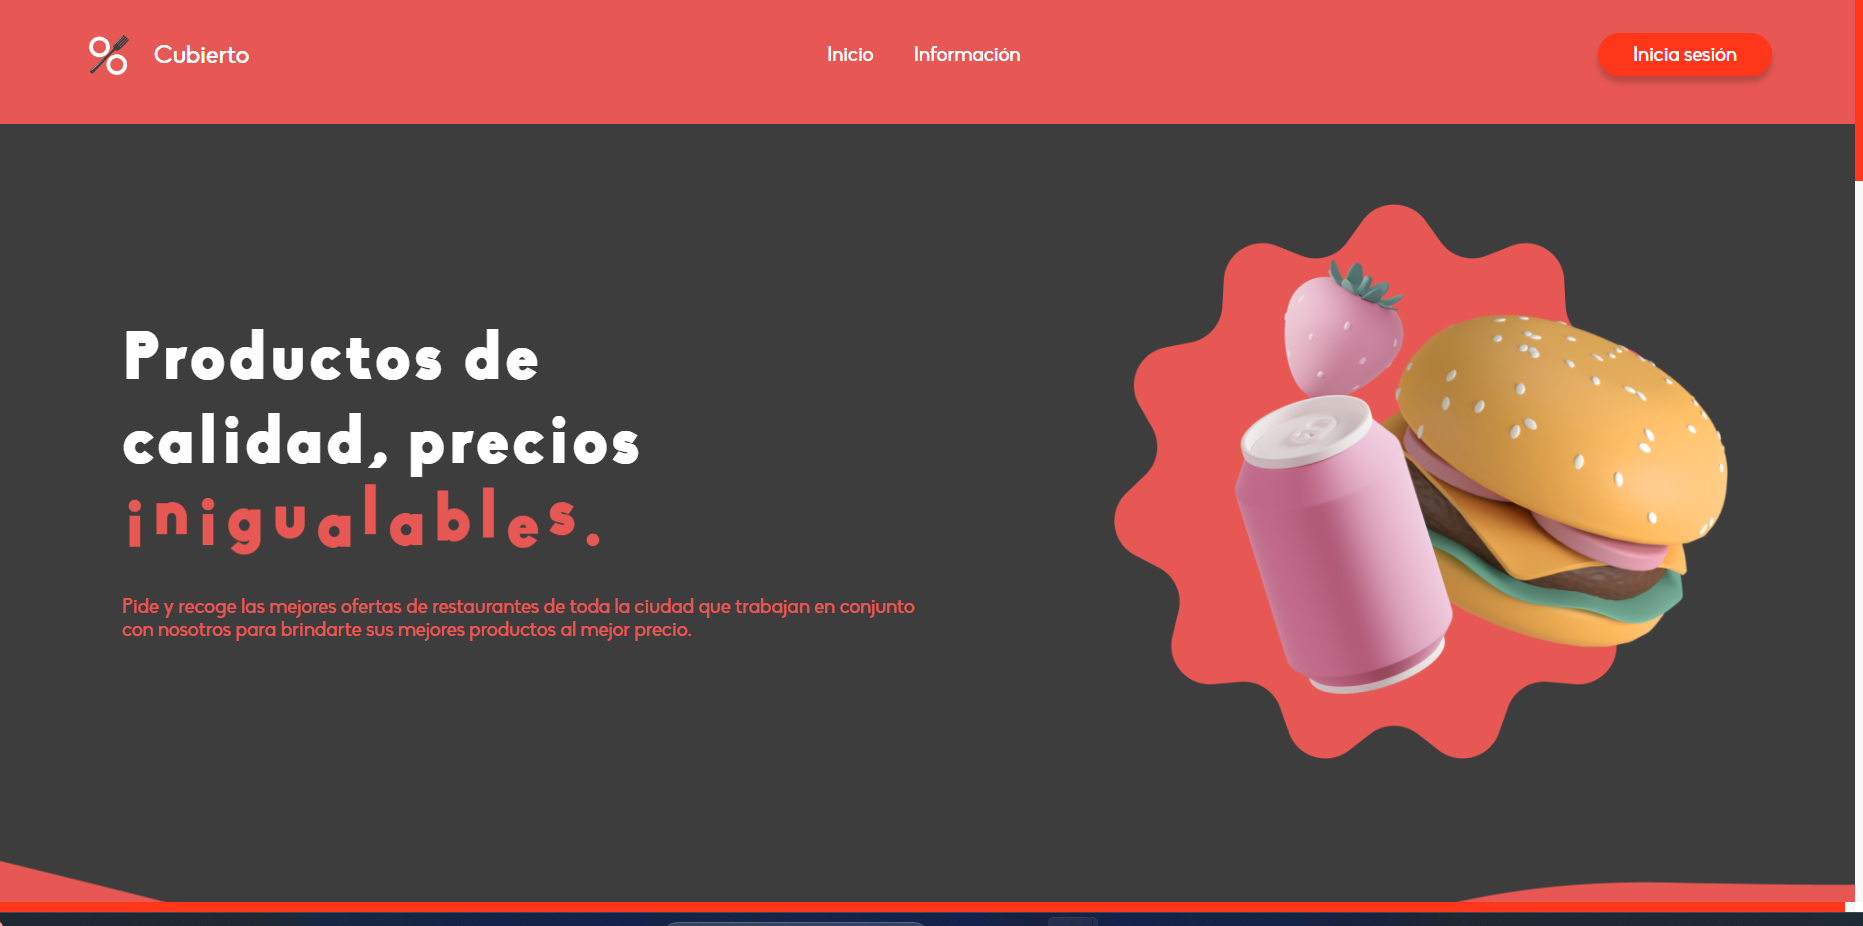 Cubierto
Inicio
Información
Inicia sesión
Productos de
calidad, precios
inigualables.
Pide y recoge las mejores ofertas de restaurantes de toda la ciudad que trabajan en conjunto
con nosotros para brindarte sus mejores productos al mejor precio.